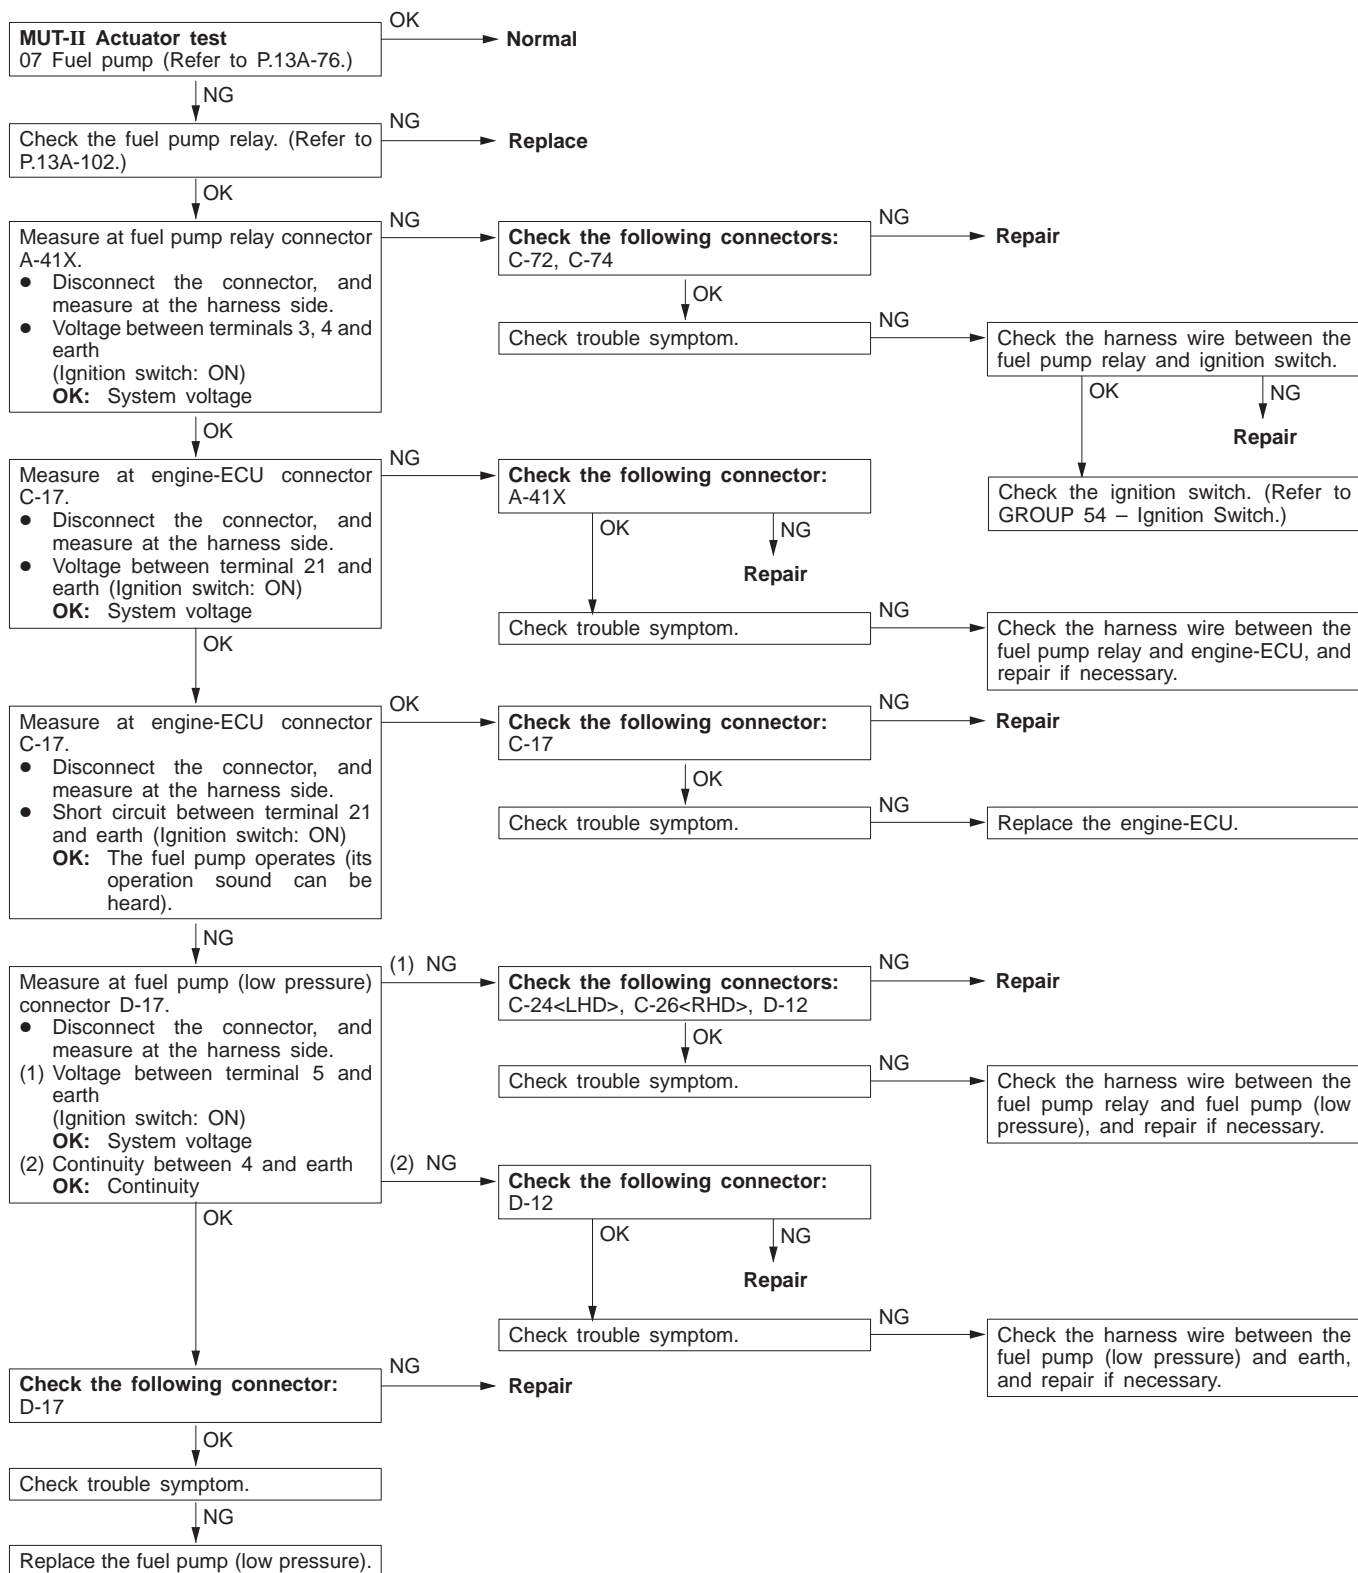 MUT-II Actuator test
07 Fuel pump (Refer to P.13A-76.)
OK
Normal
NG
Check the fuel pump relay. (Refer to
P.13A-102.)
NG
Replace
OK
Measure at fuel pump relay connector
A-41X.
● Disconnect the connector, and
measure at the harness side.
● Voltage between terminals 3, 4 and
earth
(Ignition switch: ON)
OK: System voltage
NG
Check the following connectors:
C-72, C-74
NG
Repair
OK
Check trouble symptom.
NG
Check the harness wire between the
fuel pump relay and ignition switch.
OK
NG
Repair
Check the ignition switch. (Refer to
GROUP 54 – Ignition Switch.)
OK
Measure at engine-ECU connector
C-17.
● Disconnect the connector, and
measure at the harness side.
● Voltage between terminal 21 and
earth (Ignition switch: ON)
OK: System voltage
NG
Check the following connector:
A-41X
OK
NG
Repair
Check trouble symptom.
NG
Check the harness wire between the
fuel pump relay and engine-ECU, and
repair if necessary.
OK
Measure at engine-ECU connector
C-17.
● Disconnect the connector, and
measure at the harness side.
● Short circuit between terminal 21
and earth (Ignition switch: ON)
OK: The fuel pump operates (its
operation sound can be
heard).
OK
Check the following connector:
C-17
NG
Repair
OK
Check trouble symptom.
NG
Replace the engine-ECU.
NG
Measure at fuel pump (low pressure)
connector D-17.
● Disconnect the connector, and
measure at the harness side.
(1) Voltage between terminal 5 and
earth
(Ignition switch: ON)
OK: System voltage
(2) Continuity between 4 and earth
OK: Continuity
(1) NG
Check the following connectors:
C-24<LHD>, C-26<RHD>, D-12
NG
Repair
OK
Check trouble symptom.
NG
Check the harness wire between the
fuel pump relay and fuel pump (low
pressure), and repair if necessary.
(2) NG
Check the following connector:
D-12
OK
NG
Repair
Check trouble symptom.
NG
Check the harness wire between the
fuel pump (low pressure) and earth,
and repair if necessary.
OK
Check the following connector:
D-17
NG
Repair
OK
Check trouble symptom.
NG
Replace the fuel pump (low pressure).